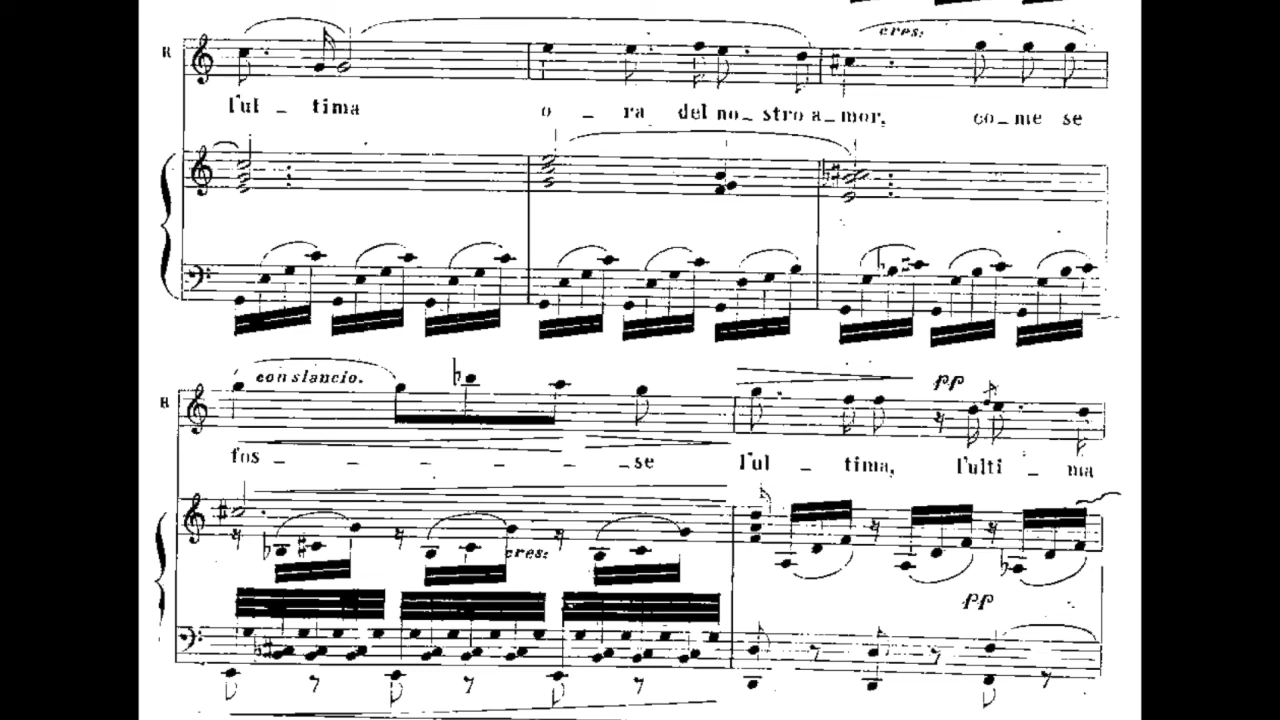 cres:
R
l'ul _ tima o _ ra del no _ stro a _ mor, co _ me se
con slancio. pp
R
fos _ _ _ _ _ _ se l'ul _ tima, l'ulti _ ma
cres:
pp